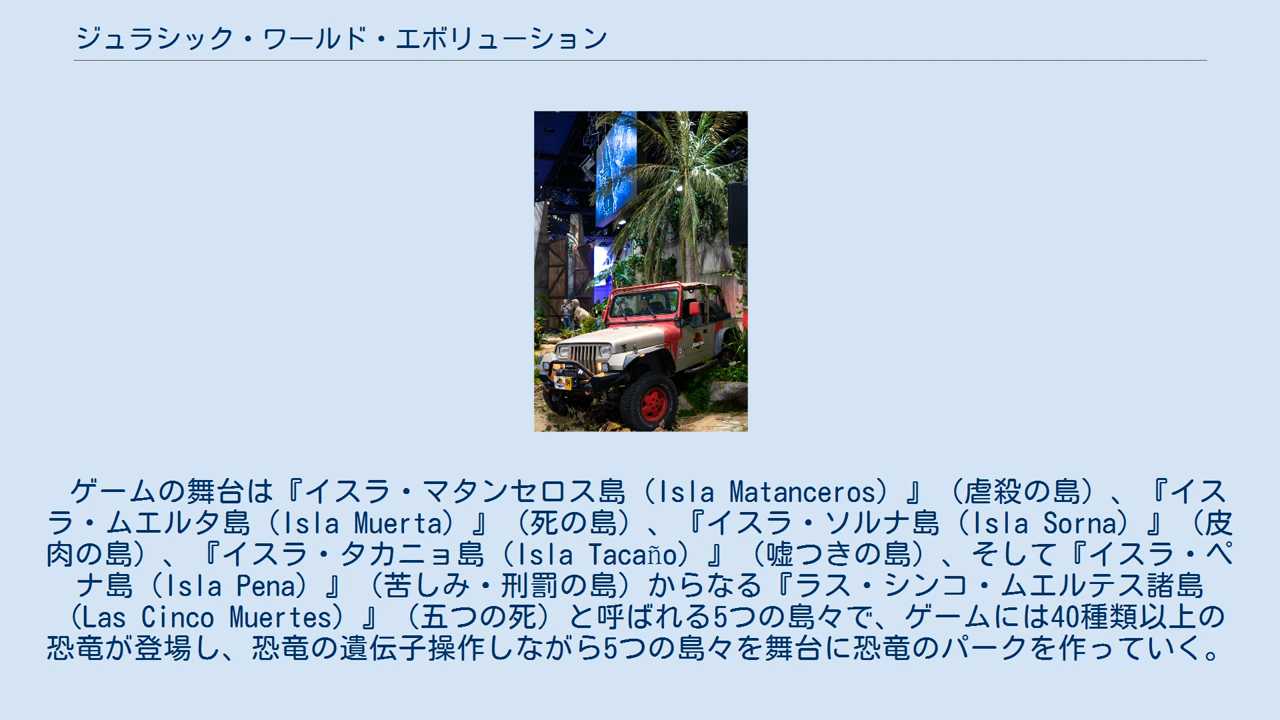 ジュラシック・ワールド・エボリューション
ゲームの舞台は『イスラ・マタンセロス島（Isla Matanceros）』（虐殺の島）、『イス
ラ・ムエルタ島（Isla Muerta）』（死の島）、『イスラ・ソルナ島（Isla Sorna）』（皮
肉の島）、『イスラ・タカニョ島（Isla Tacaño）』（嘘つきの島）、そして『イスラ・ペ
ナ島（Isla Pena）』（苦しみ・刑罰の島）からなる『ラス・シンコ・ムエルテス諸島
（Las Cinco Muertes）』（五つの死）と呼ばれる5つの島々で、ゲームには40種類以上の
恐竜が登場し、恐竜の遺伝子操作しながら5つの島々を舞台に恐竜のパークを作っていく。